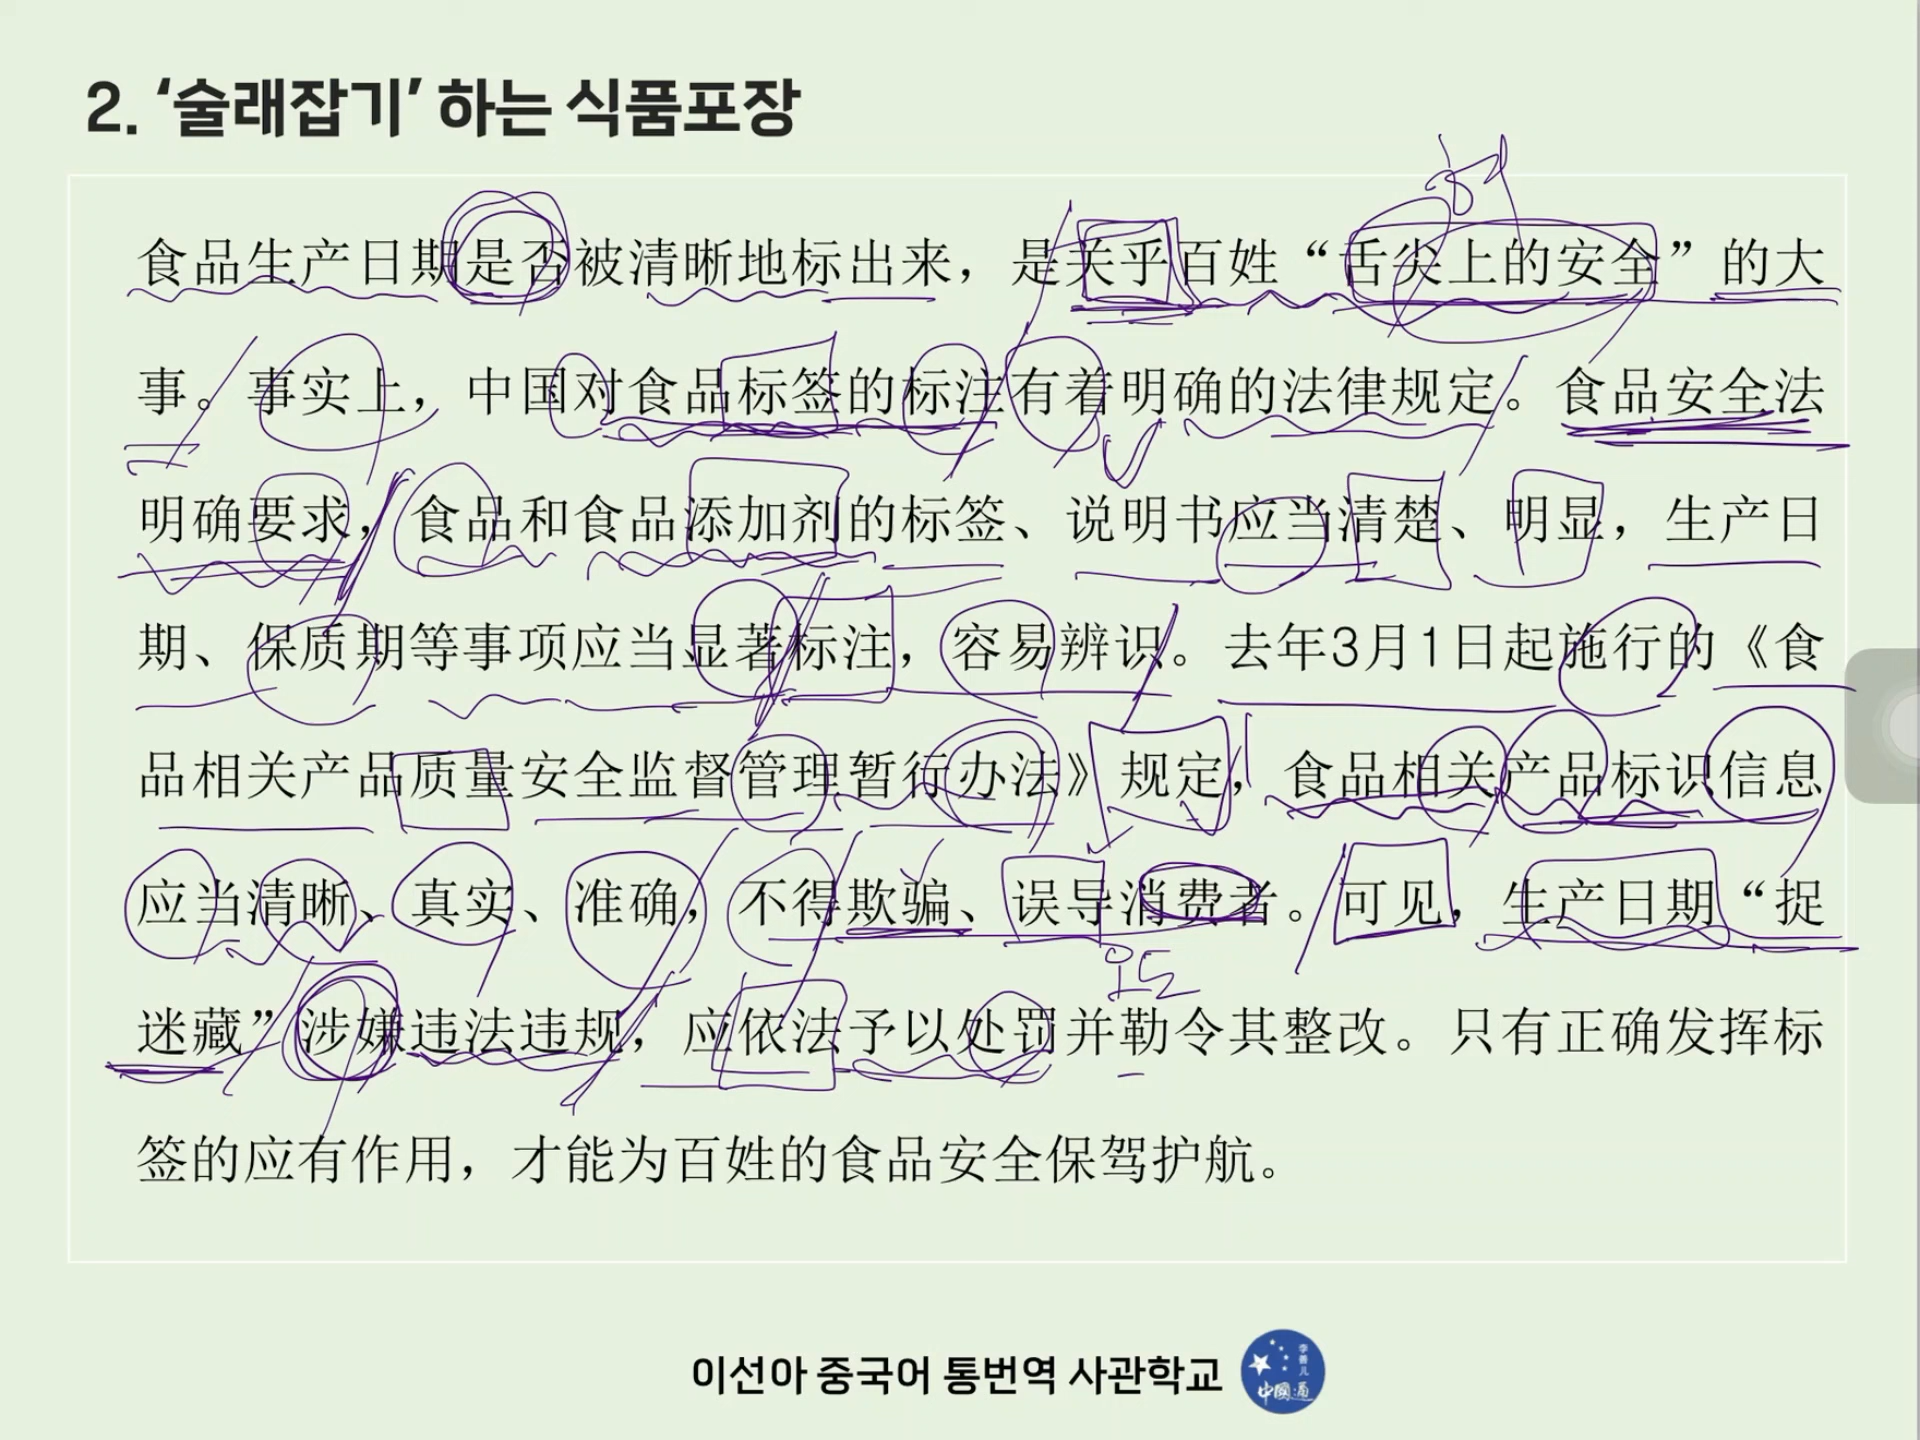 2. ‘술래잡기’ 하는 식품포장
食品生产日期是否被清晰地标出来，是关乎百姓“舌尖上的安全”的大
事。事实上，中国对食品标签的标注有着明确的法律规定。食品安全法
明确要求，食品和食品添加剂的标签、说明书应当清楚、明显，生产日
期、保质期等事项应当显著标注，容易辨识。去年3月1日起施行的《食
品相关产品质量安全监督管理暂行办法》规定，食品相关产品标识信息
应当清晰、真实、准确，不得欺骗、误导消费者。可见，生产日期“捉
迷藏”涉嫌违法违规，应依法予以处罚并勒令其整改。只有正确发挥标
签的应有作用，才能为百姓的食品安全保驾护航。
이선아 중국어 통번역 사관학교
李善儿
中國通